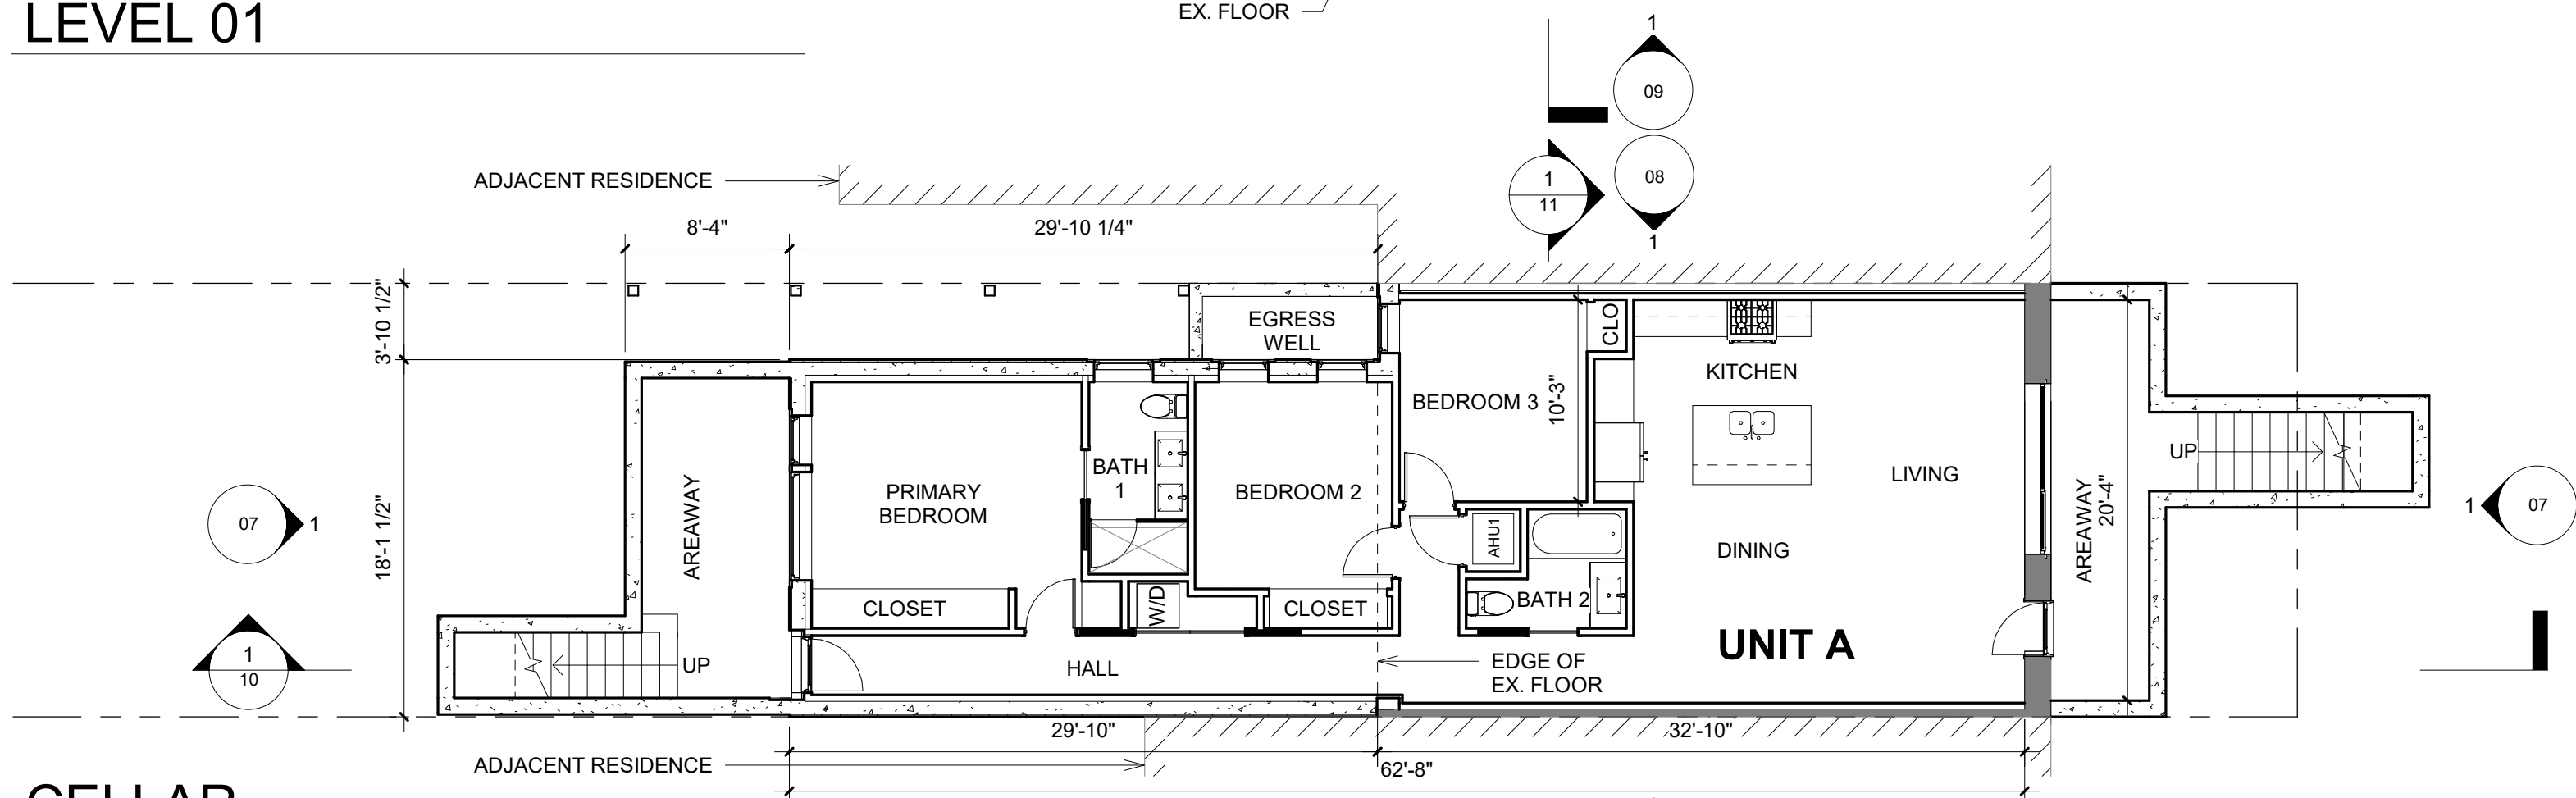 LEVEL 01
EX. FLOOR
1
09
ADJACENT RESIDENCE
1
11
08
1
8'-4"
29'-10 1/4"
3'-10 1/2"
EGRESS
WELL
CLO
KITCHEN
BEDROOM 3
10'-3"
BATH
1
PRIMARY
BEDROOM
BEDROOM 2
LIVING
UP
AREAWAY
AREAWAY
20'-4"
07
1
1
07
18'-1 1/2"
AHU1
DINING
CLOSET
W/D
CLOSET
BATH 2
1
10
UP
HALL
EDGE OF
EX. FLOOR
UNIT A
29'-10"
32'-10"
ADJACENT RESIDENCE
62'-8"
CELLAR